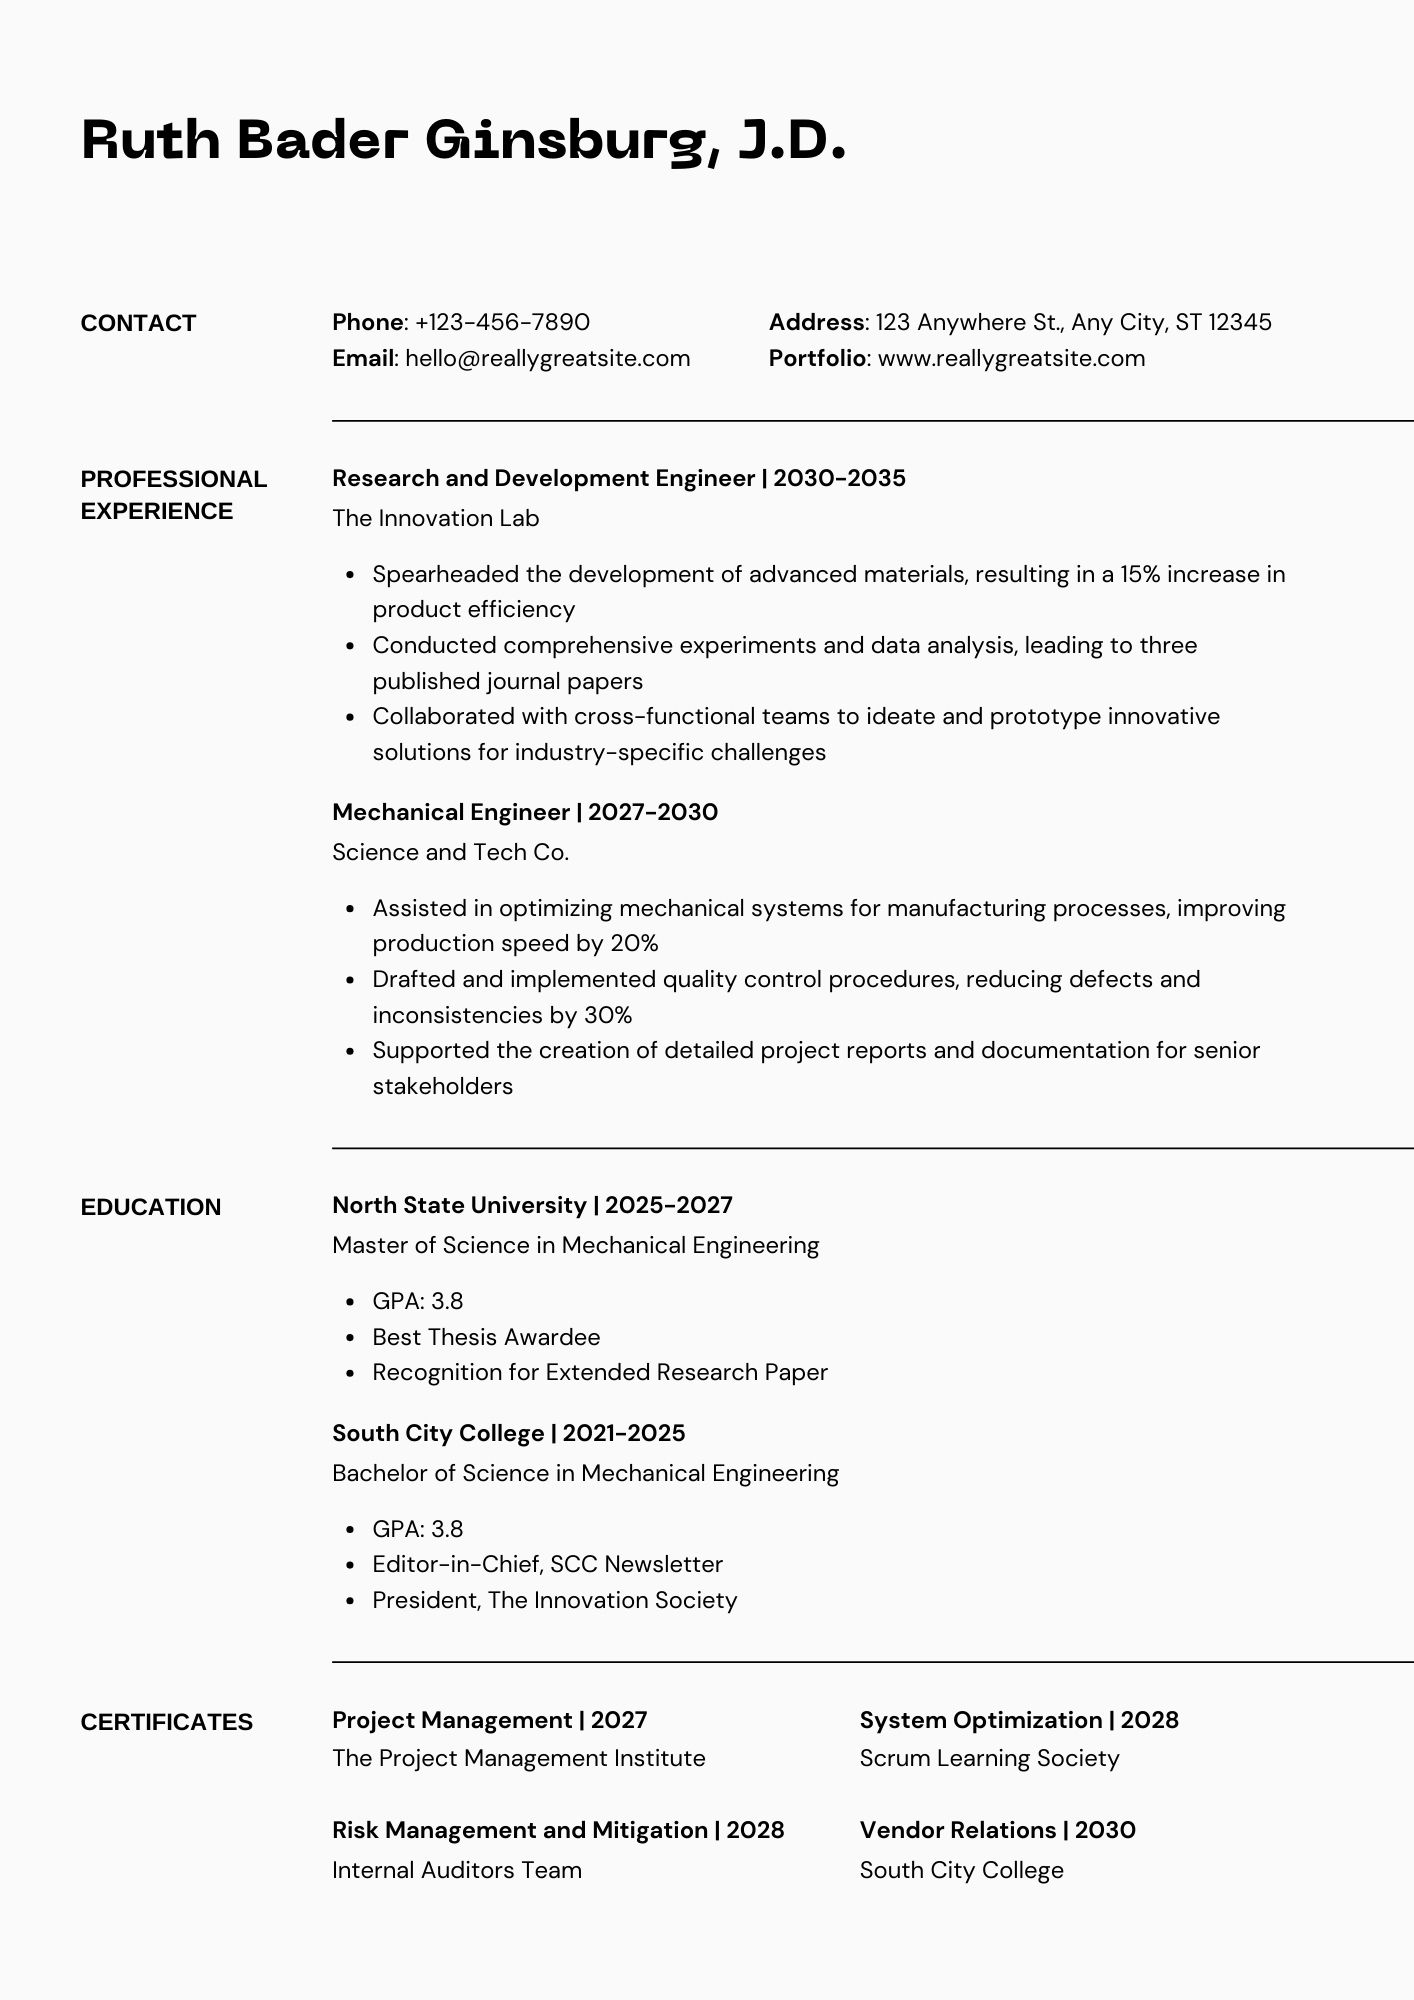 Ruth Bader Ginsburg, J.D.
CONTACT
Phone: +123-456-7890
Email: hello@reallygreatsite.com
Address: 123 Anywhere St., Any City, ST 12345
Portfolio: www.reallygreatsite.com
PROFESSIONAL
EXPERIENCE
Research and Development Engineer | 2030-2035
The Innovation Lab
• Spearheaded the development of advanced materials, resulting in a 15% increase in
product efficiency
• Conducted comprehensive experiments and data analysis, leading to three
published journal papers
• Collaborated with cross-functional teams to ideate and prototype innovative
solutions for industry-specific challenges
Mechanical Engineer | 2027-2030
Science and Tech Co.
• Assisted in optimizing mechanical systems for manufacturing processes, improving
production speed by 20%
• Drafted and implemented quality control procedures, reducing defects and
inconsistencies by 30%
• Supported the creation of detailed project reports and documentation for senior
stakeholders
EDUCATION
North State University | 2025-2027
Master of Science in Mechanical Engineering
• GPA: 3.8
• Best Thesis Awardee
• Recognition for Extended Research Paper
South City College | 2021-2025
Bachelor of Science in Mechanical Engineering
• GPA: 3.8
• Editor-in-Chief, SCC Newsletter
• President, The Innovation Society
CERTIFICATES
Project Management | 2027
The Project Management Institute
System Optimization | 2028
Scrum Learning Society
Risk Management and Mitigation | 2028
Internal Auditors Team
Vendor Relations | 2030
South City College